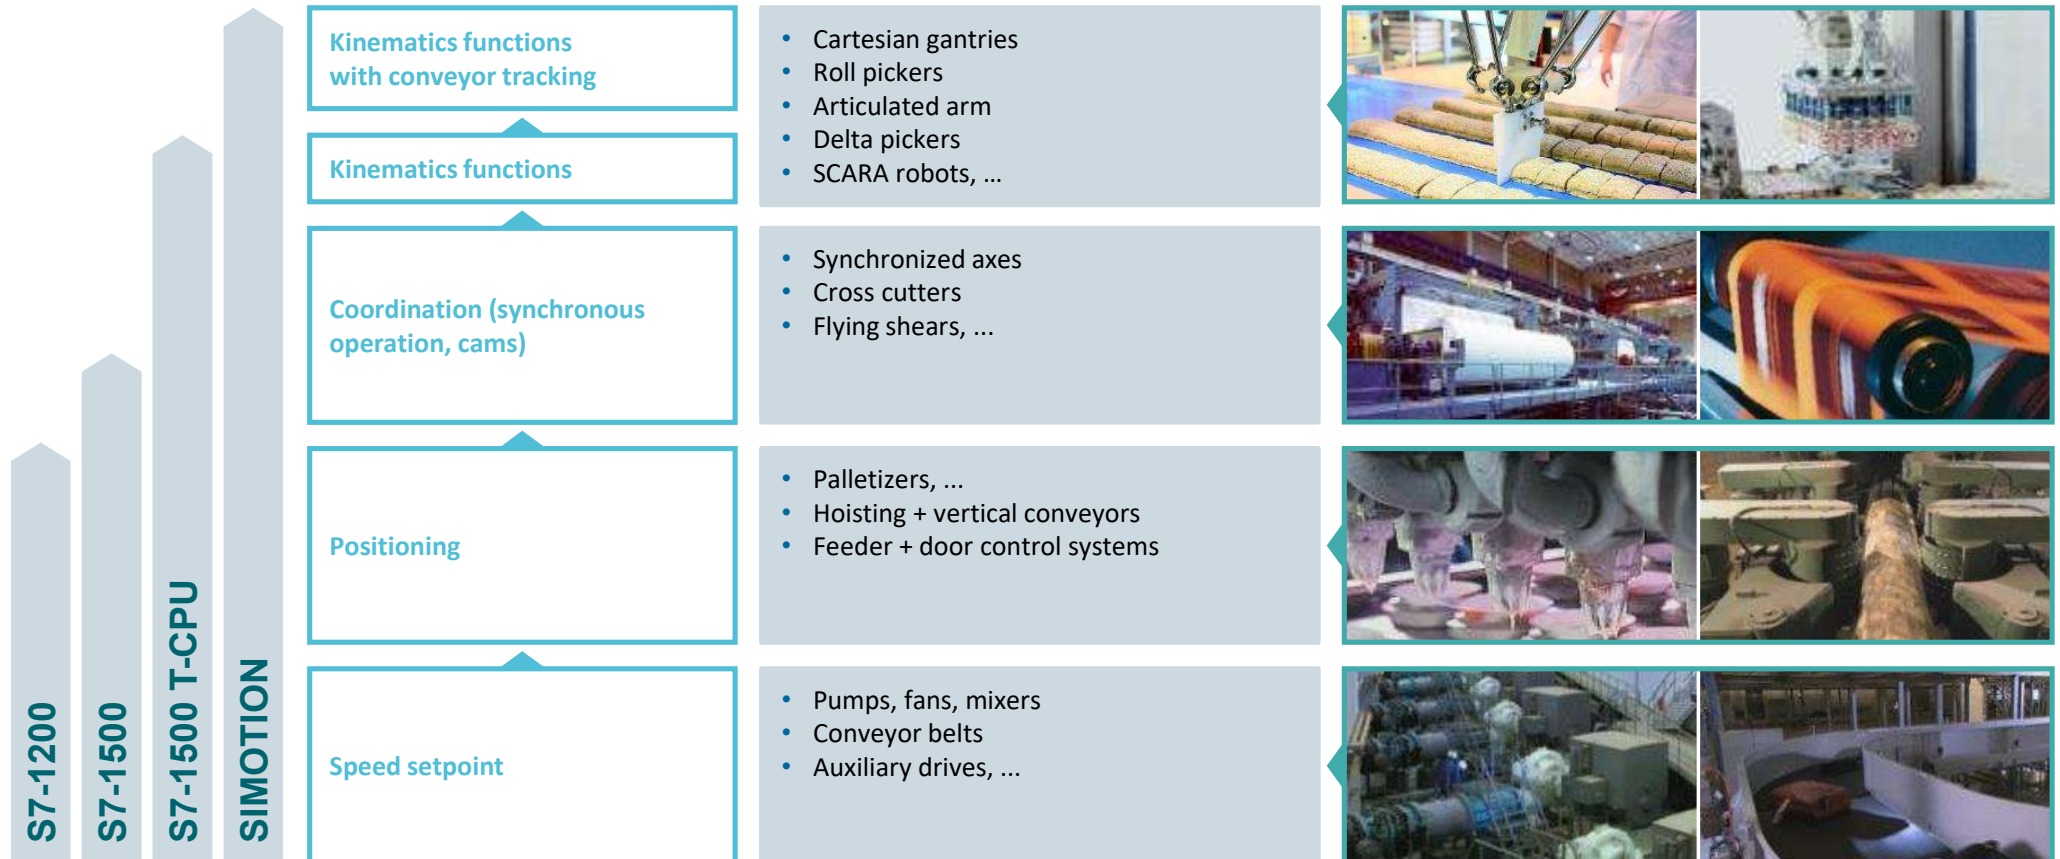 S7-1200
S7-1500
S7-1500 T-CPU
SIMOTION
Kinematics functions
with conveyor tracking
Kinematics functions
• Cartesian gantries
• Roll pickers
• Articulated arm
• Delta pickers
• SCARA robots, ...
Coordination (synchronous
operation, cams)
• Synchronized axes
• Cross cutters
• Flying shears, ...
Positioning
• Palletizers, ...
• Hoisting + vertical conveyors
• Feeder + door control systems
Speed setpoint
• Pumps, fans, mixers
• Conveyor belts
• Auxiliary drives, ...